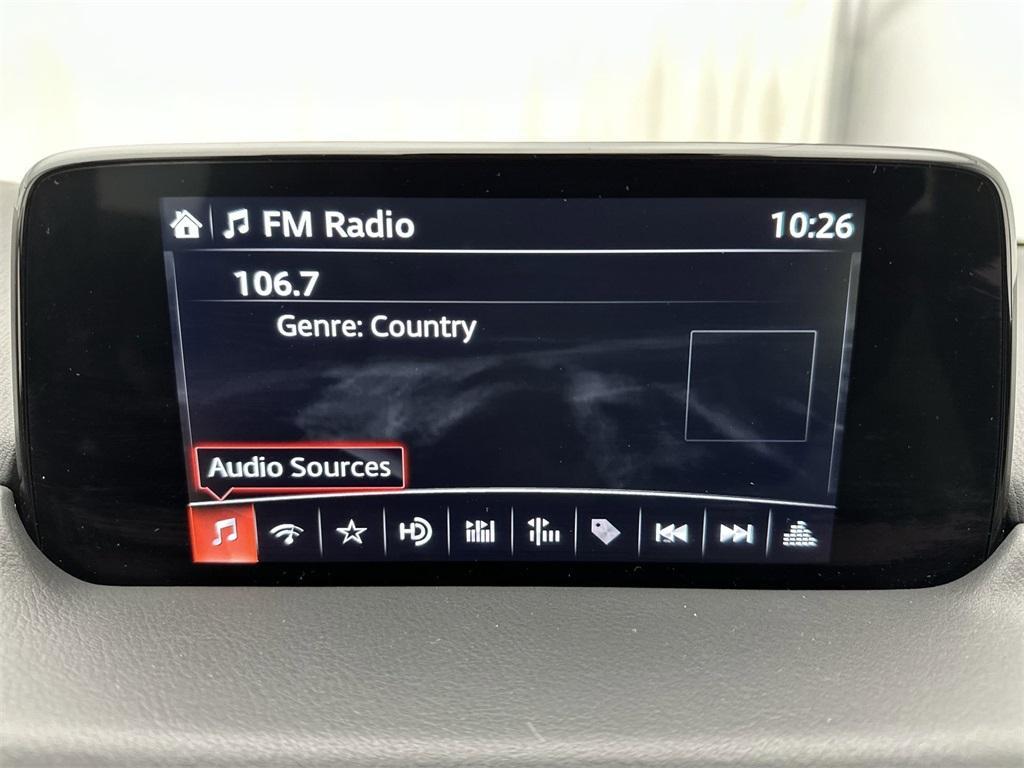 FM Radio
10:26
106.7
Genre: Country
Audio Sources
HD